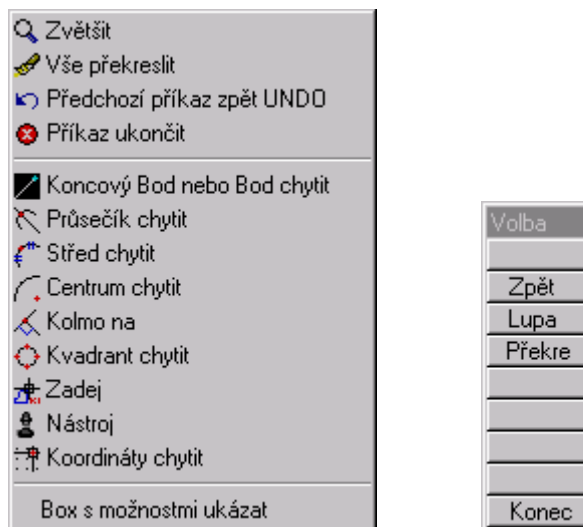 Zvětšit
Vše překreslit
Předchozí příkaz zpět UNDO
Příkaz ukončit
Koncový Bod nebo Bod chytit
Průsečík chytit
Střed chytit
Centrum chytit
Kolmo na
Kvadrant chytit
Zadej
Nástroj
Koordináty chytit
Box s možnostmi ukázat
Volba
Zpět
Lupa
Překre
Konec